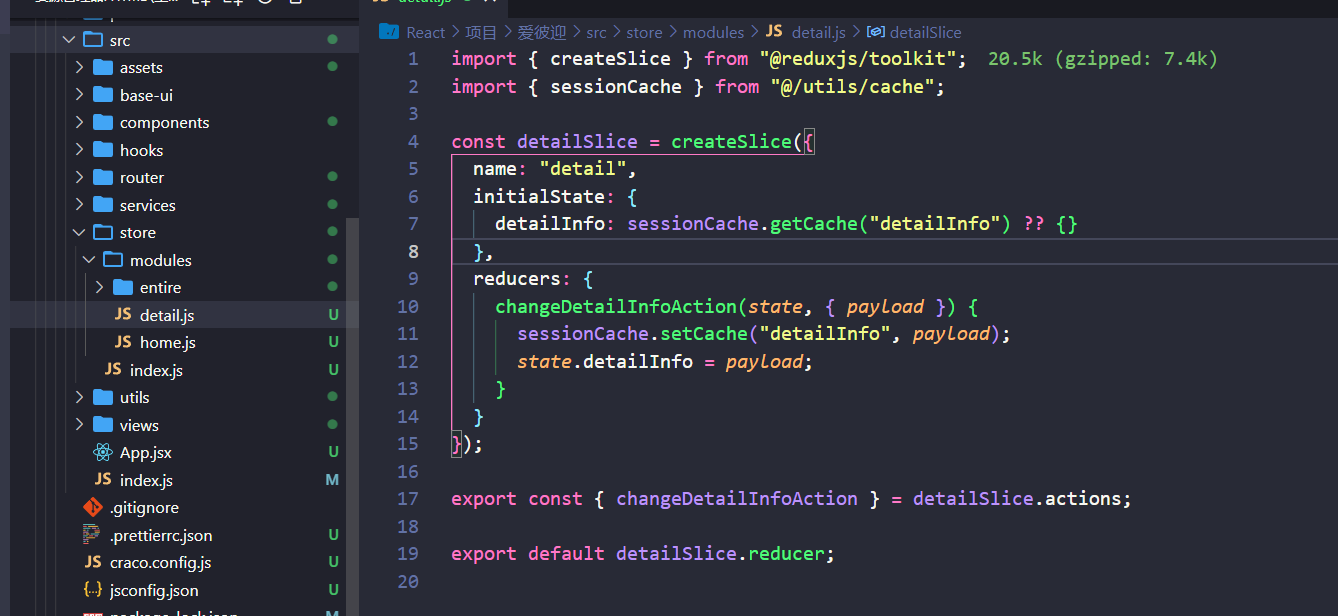 detail.js
src
assets
base-ui
components
hooks
router
services
store
modules
entire
JS detail.js U
JS home.js U
JS index.js U
utils
views
App.jsx U
JS index.js M
.gitignore
.prettierrc.json U
JS craco.config.js U
{..} jsconfig.json U
package-lock.json M
React > 项目 > 爱彼迎 > src > store > modules > JS detail.js > detailSlice
1 import { createSlice } from "@reduxjs/toolkit"; 20.5k (gzipped: 7.4k)
2 import { sessionCache } from "@/utils/cache";
3
4 const detailSlice = createSlice({
5 name: "detail",
6 initialState: {
7 detailInfo: sessionCache.getCache("detailInfo") ?? {}
8 },
9 reducers: {
10 changeDetailInfoAction(state, { payload }) {
11 sessionCache.setCache("detailInfo", payload);
12 state.detailInfo = payload;
13 }
14 }
15 });
16
17 export const { changeDetailInfoAction } = detailSlice.actions;
18
19 export default detailSlice.reducer;
20